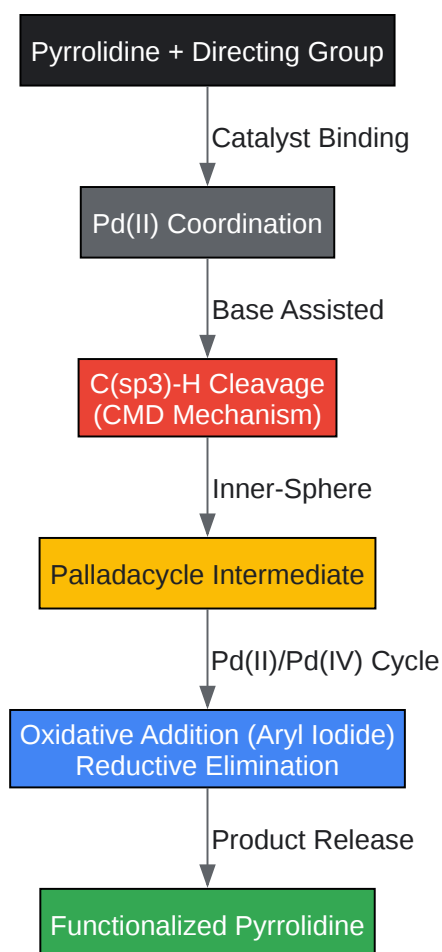 Pyrrolidine + Directing Group
Catalyst Binding
Pd(II) Coordination
Base Assisted
C(sp3)-H Cleavage
(CMD Mechanism)
Inner-Sphere
Palladacycle Intermediate
Pd(II)/Pd(IV) Cycle
Oxidative Addition (Aryl Iodide)
Reductive Elimination
Product Release
Functionalized Pyrrolidine